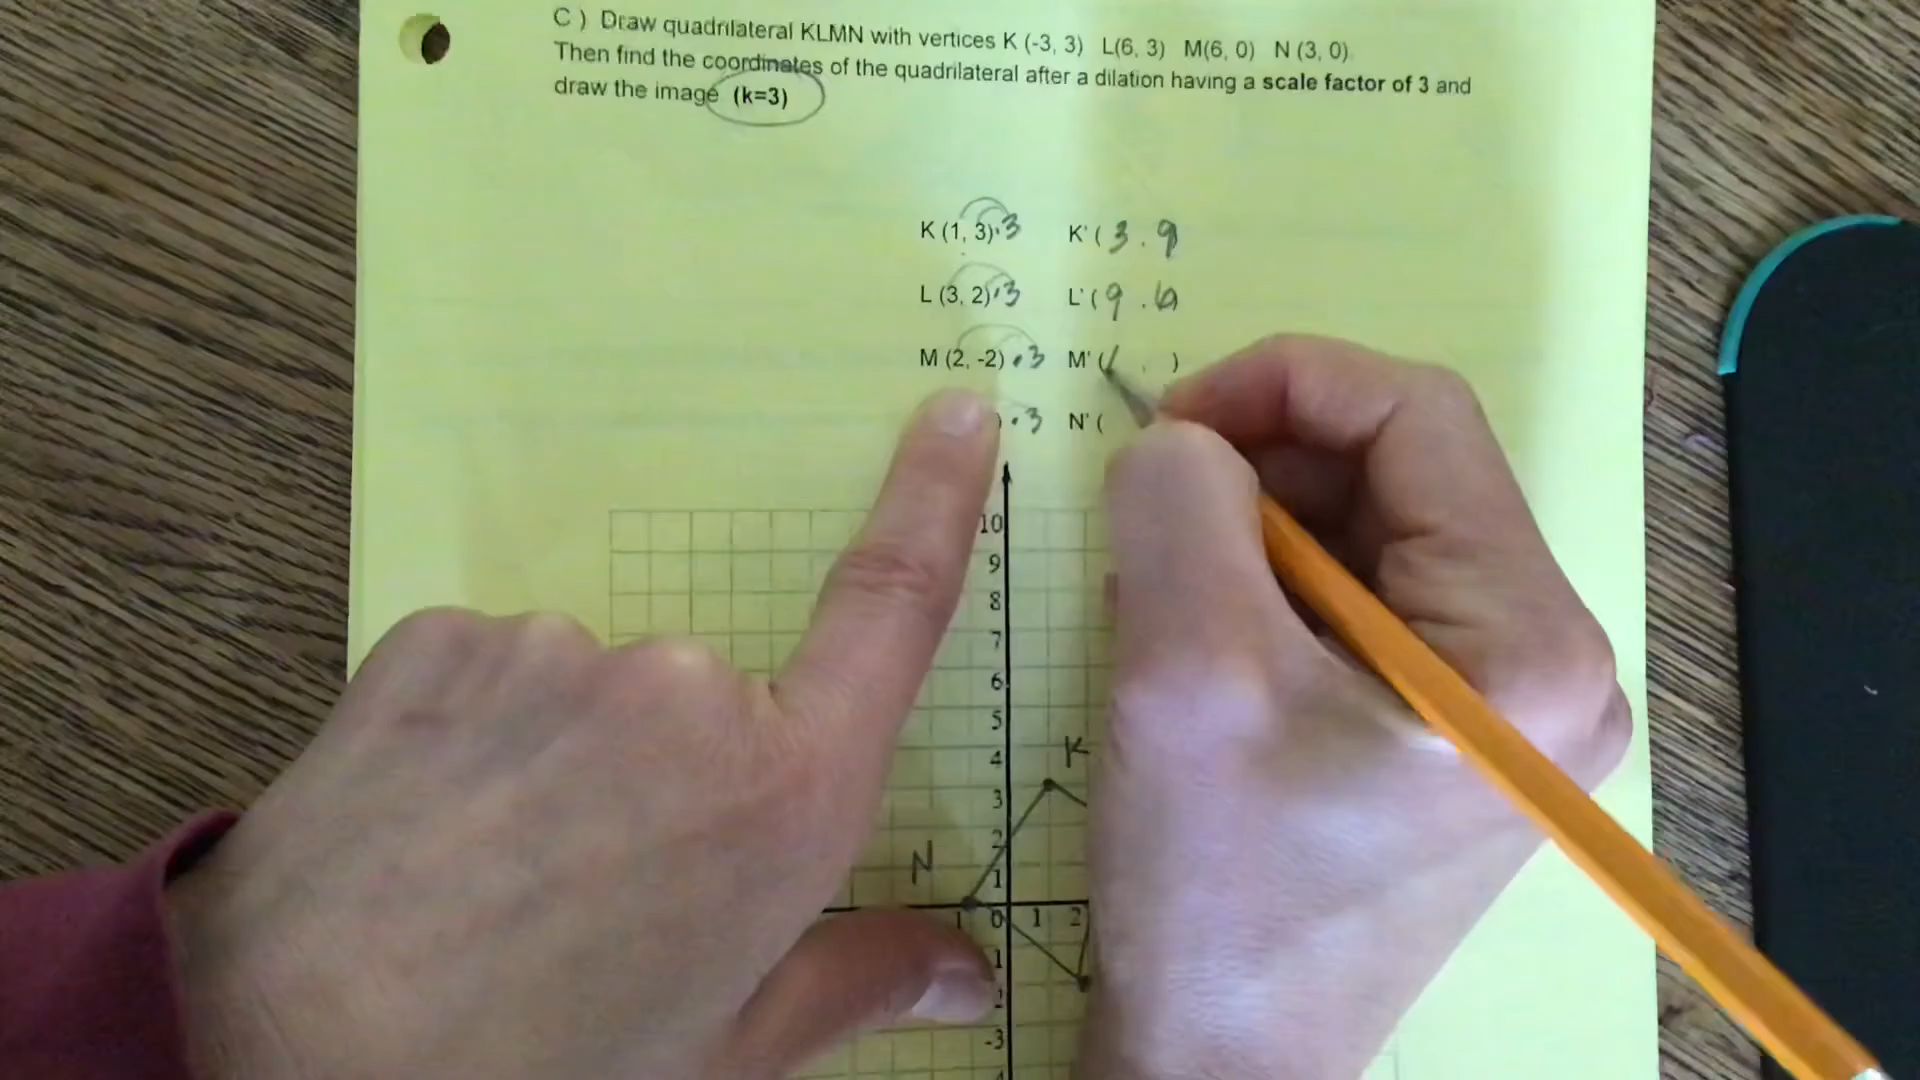 C ) Draw quadrilateral KLMN with vertices K (-3, 3) L(6, 3) M(6, 0) N (3, 0).
Then find the coordinates of the quadrilateral after a dilation having a scale factor of 3 and
draw the image (k=3)
K (1, 3)·3 K' ( 3 , 9
L (3, 2)·3 L' ( 9 , 6
M (2, -2)·3 M' ( , )
) ·3 N' (
10
9
8
7
6
5
4
K
3
2
N
1
1 0 1 2
1
-3